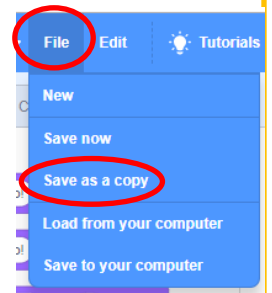 File Edit Tutorials
New
Save now
Save as a copy
Load from your computer
Save to your computer